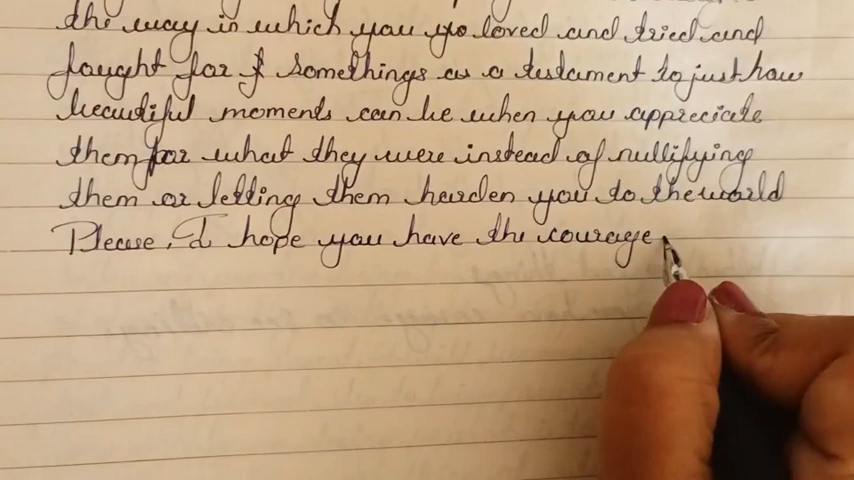 the way in which you yo loved and tried and
fought for f somethings as a testament to just how
beautiful moments can be when you appreciate
them for what they were instead of nullifying
them or letting them harden you to the world
Please, I hope you have the courage